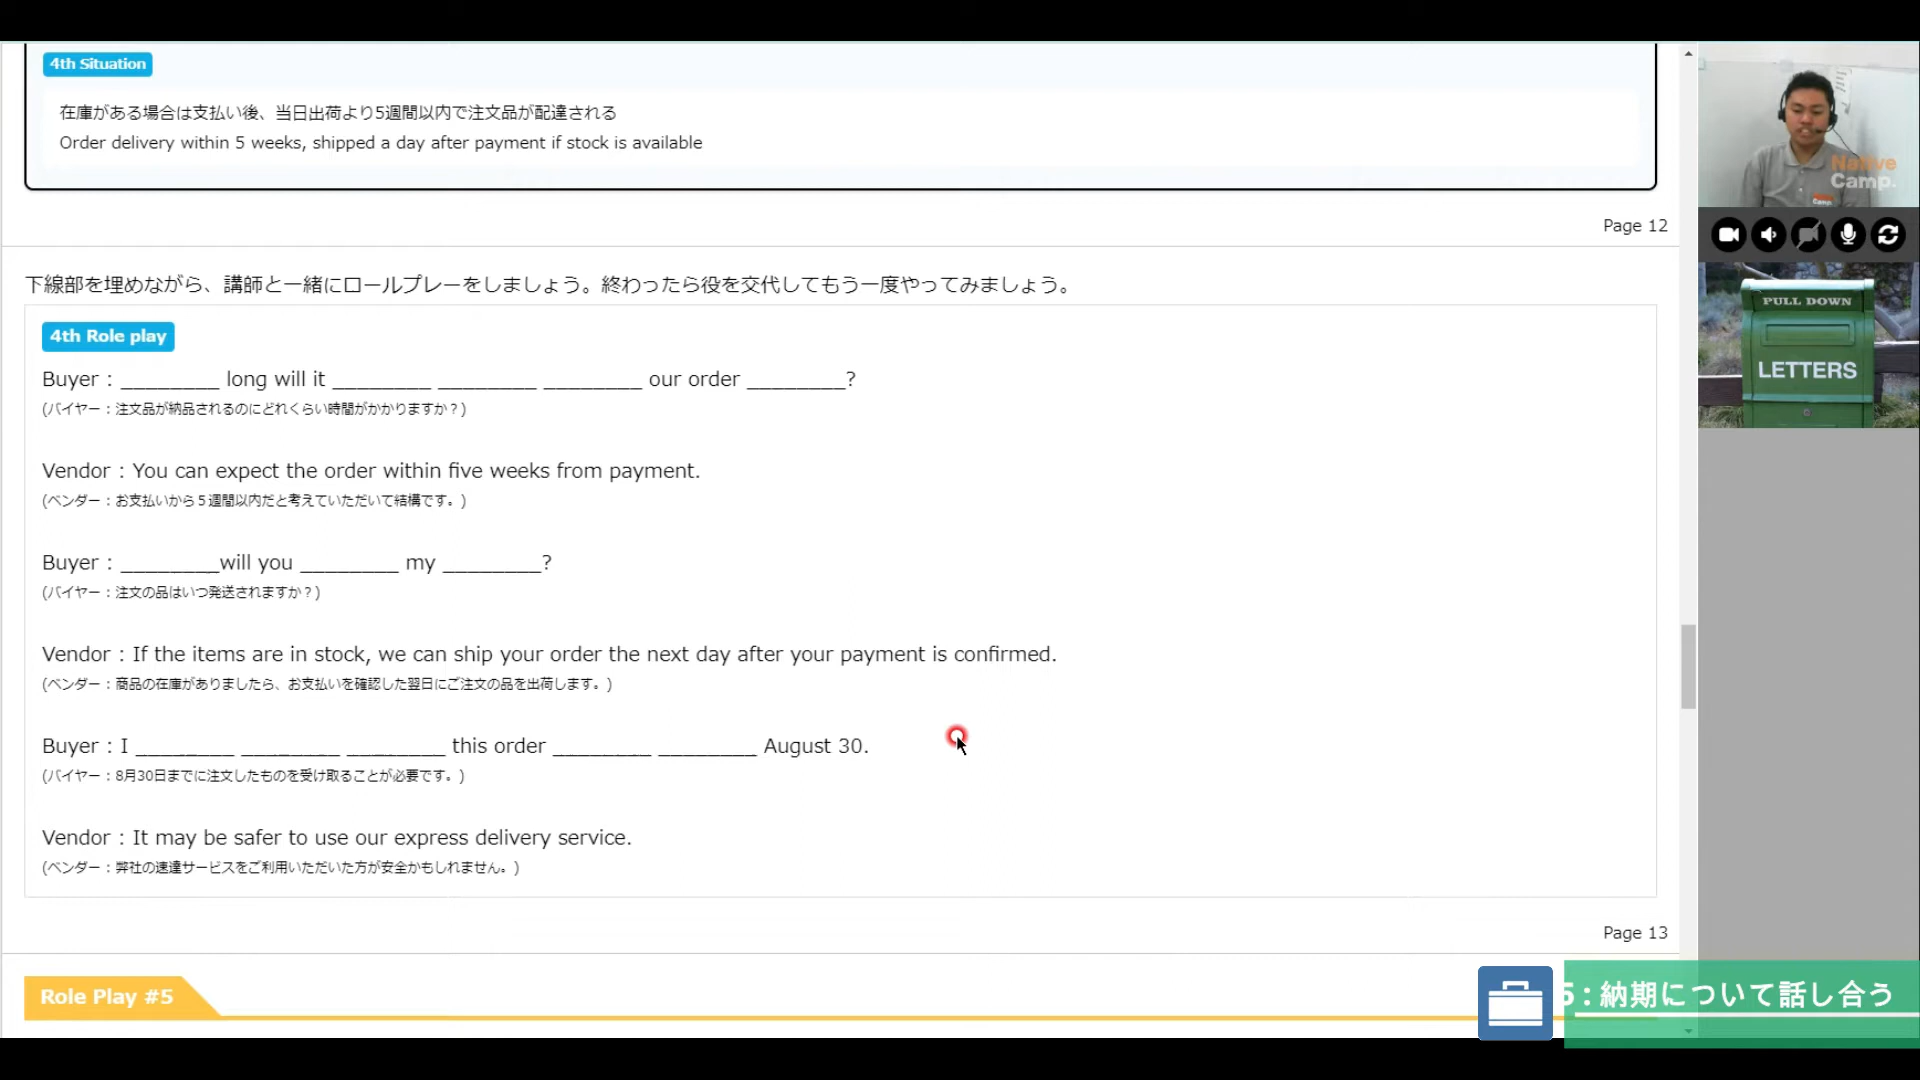 4th Situation
在庫がある場合は支払い後、当日出荷より5週間以内で注文品が配達される
Order delivery within 5 weeks, shipped a day after payment if stock is available
Page 12
下線部を埋めながら、講師と一緒にロールプレーをしましょう。終わったら役を交代してもう一度やってみましょう。
4th Role play
Buyer : ________ long will it ________ ________ ________ our order ________?
(バイヤー：注文品が納品されるのにどれくらい時間がかかりますか？)
Vendor : You can expect the order within five weeks from payment.
(ベンダー：お支払いから５週間以内だと考えていただいて結構です。)
Buyer : ________will you ________ my ________?
(バイヤー：注文の品はいつ発送されますか？)
Vendor : If the items are in stock, we can ship your order the next day after your payment is confirmed.
(ベンダー：商品の在庫がありましたら、お支払いを確認した翌日にご注文の品を出荷します。)
Buyer : I ________ ________ ________ this order ________ ________ August 30.
(バイヤー：8月30日までに注文したものを受け取ることが必要です。)
Vendor : It may be safer to use our express delivery service.
(ベンダー：弊社の速達サービスをご利用いただいた方が安全かもしれません。)
Page 13
Role Play #5
Native
Camp.
PULL DOWN
LETTERS
5：納期について話し合う